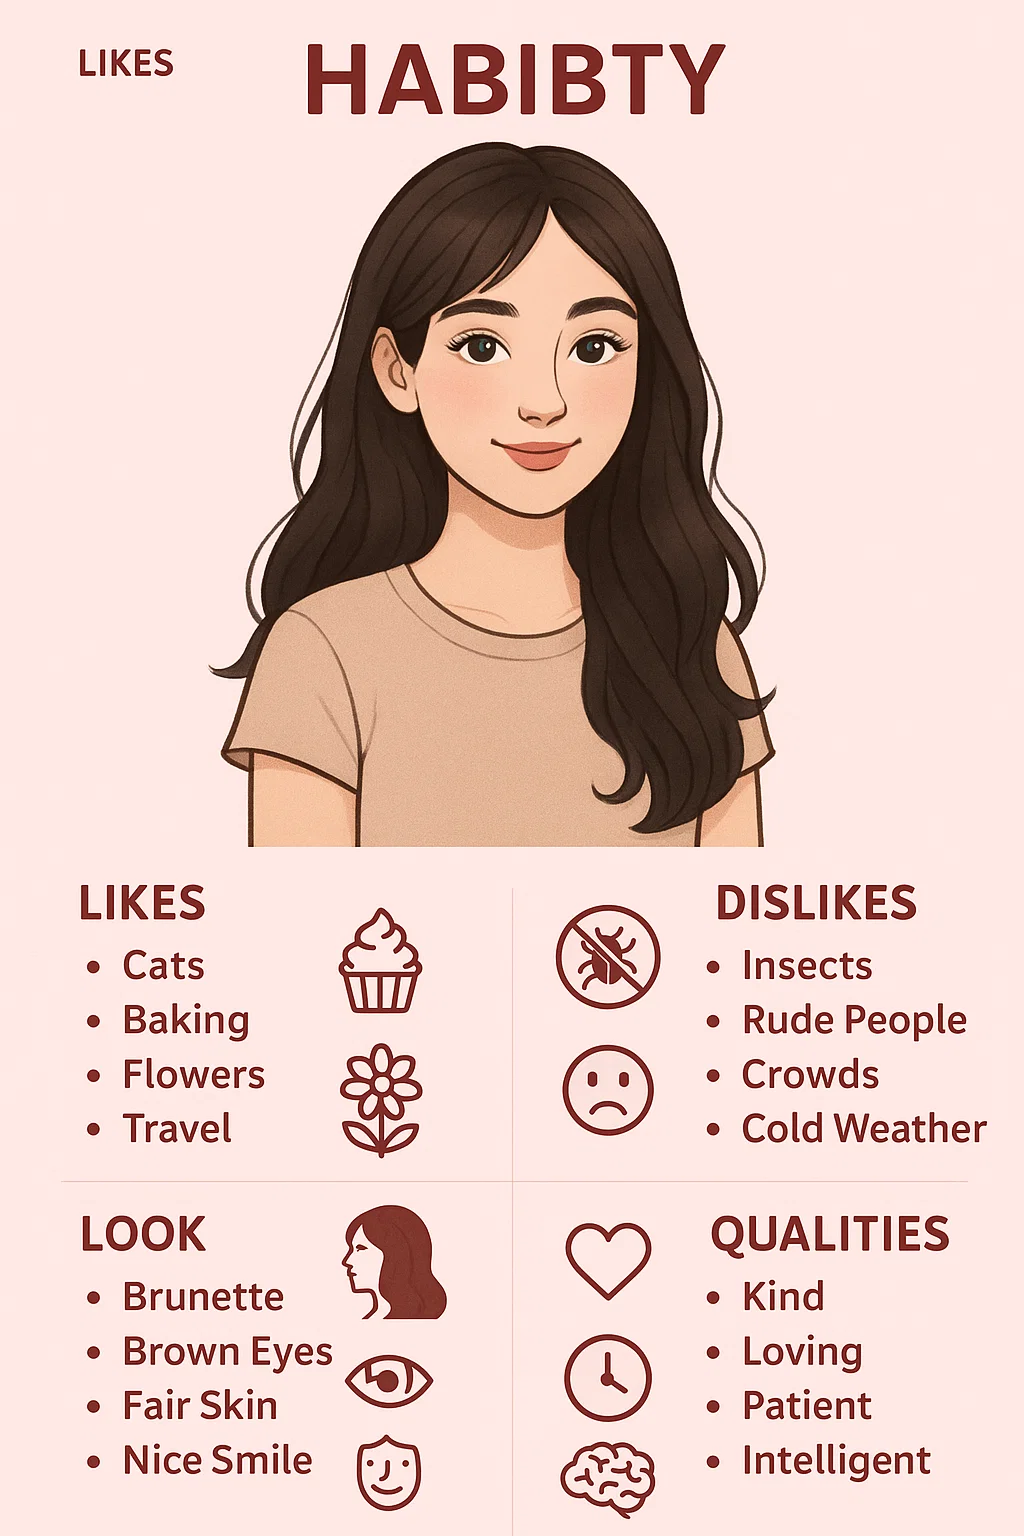 LIKES
HABIBTY
LIKES
• Cats
• Baking
• Flowers
• Travel
DISLIKES
• Insects
• Rude People
• Crowds
• Cold Weather
LOOK
• Brunette
• Brown Eyes
• Fair Skin
• Nice Smile
QUALITIES
• Kind
• Loving
• Patient
• Intelligent